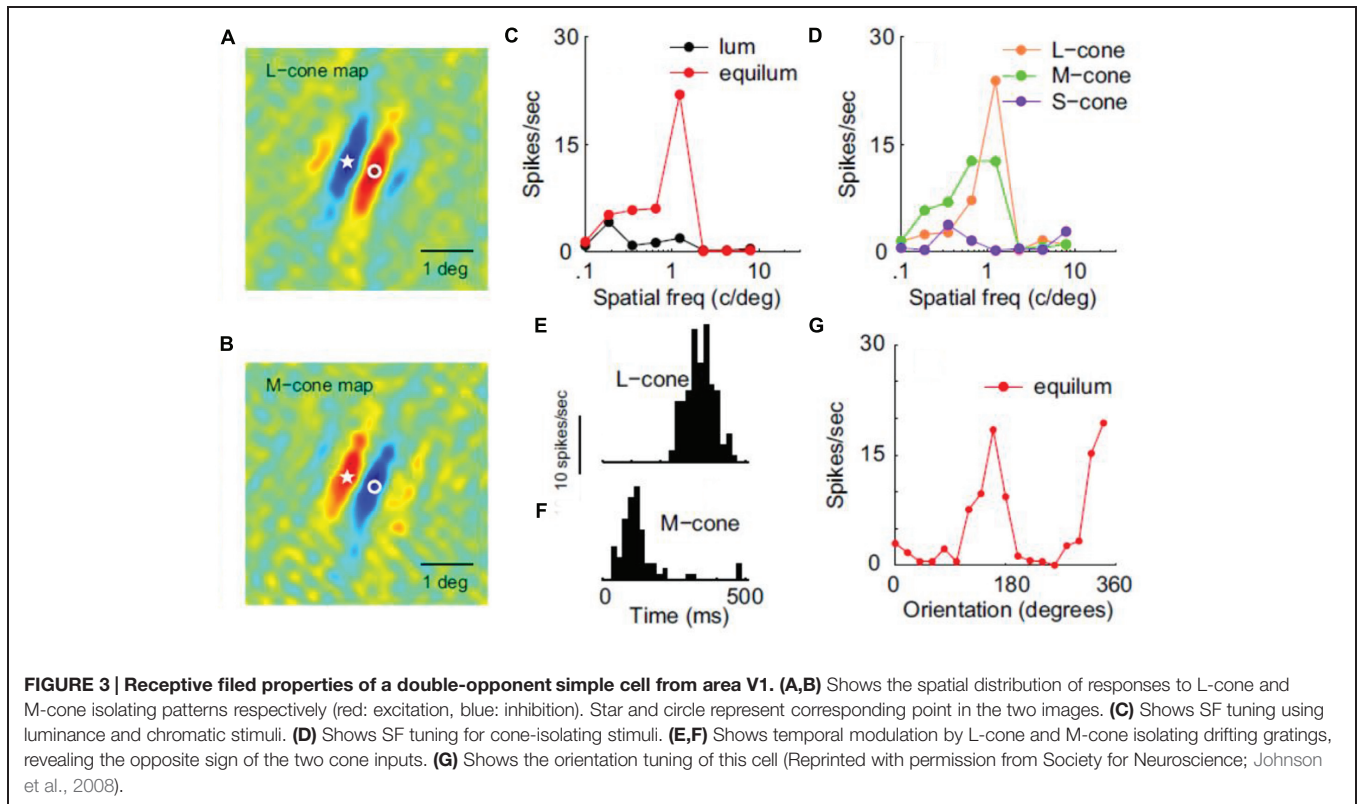 A
L-cone map
1 deg
B
M-cone map
1 deg
C
30
15
0
Spikes/sec
lum
equilum
.1
1
10
Spatial freq (c/deg)
D
30
15
0
Spikes/sec
L-cone
M-cone
S-cone
.1
1
10
Spatial freq (c/deg)
E
L-cone
10 spikes/sec
F
M-cone
0
500
Time (ms)
G
30
15
0
Spikes/sec
equilum
0
180
360
Orientation (degrees)
FIGURE 3 | Receptive filed properties of a double-opponent simple cell from area V1. (A,B) Shows the spatial distribution of responses to L-cone and
M-cone isolating patterns respectively (red: excitation, blue: inhibition). Star and circle represent corresponding point in the two images. (C) Shows SF tuning using
luminance and chromatic stimuli. (D) Shows SF tuning for cone-isolating stimuli. (E,F) Shows temporal modulation by L-cone and M-cone isolating drifting gratings,
revealing the opposite sign of the two cone inputs. (G) Shows the orientation tuning of this cell (Reprinted with permission from Society for Neuroscience; Johnson
et al., 2008).